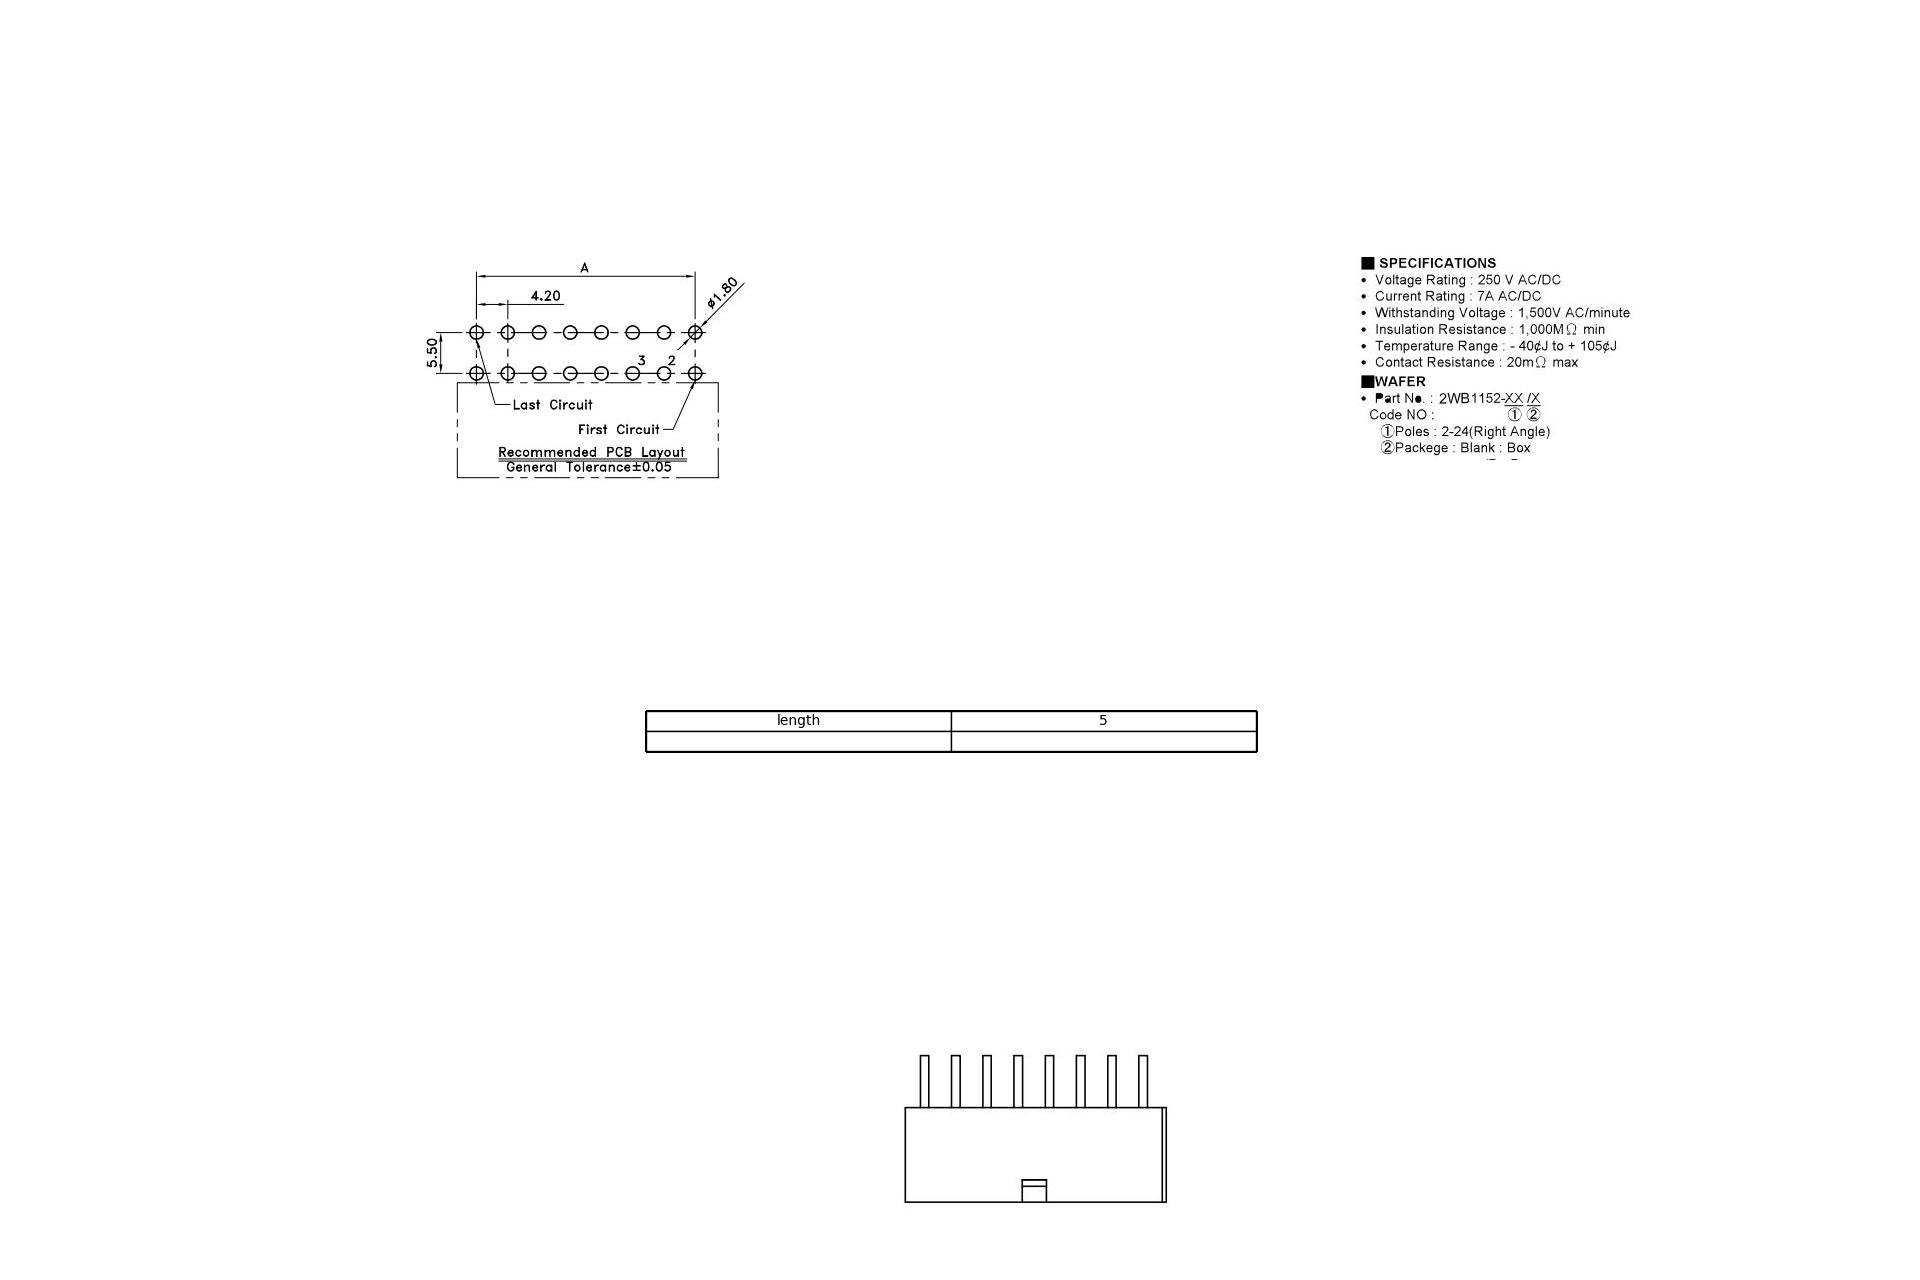 A
4.20
ø1.80
5.50
3 2
Last Circuit
First Circuit
Recommended PCB Layout
General Tolerance±0.05
■ SPECIFICATIONS
• Voltage Rating : 250 V AC/DC
• Current Rating : 7A AC/DC
• Withstanding Voltage : 1,500V AC/minute
• Insulation Resistance : 1,000MΩ min
• Temperature Range : - 40¢J to + 105¢J
• Contact Resistance : 20mΩ max
■WAFER
• Part No. : 2WB1152-XX /X
Code NO : ① ②
①Poles : 2-24(Right Angle)
②Packege : Blank : Box
length 5